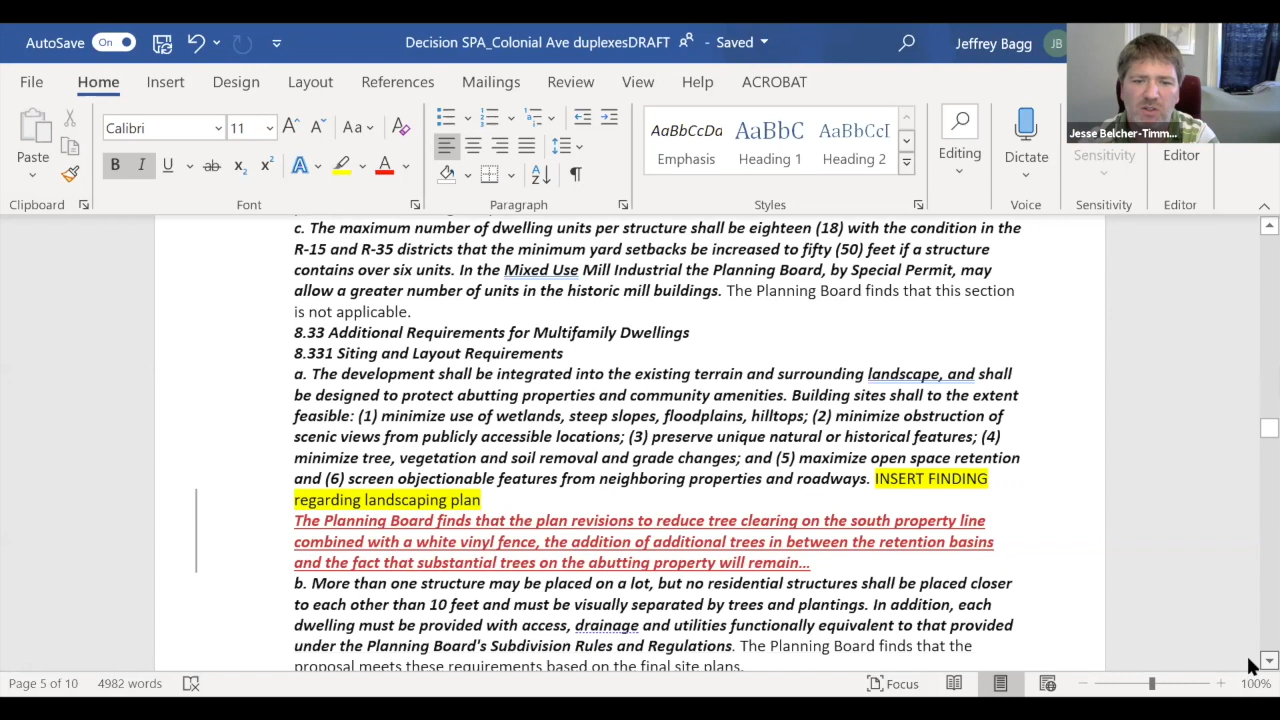 AutoSave On Decision SPA_Colonial Ave duplexesDRAFT - Saved Jeffrey Bagg JB
File Home Insert Design Layout References Mailings Review View Help ACROBAT
Jesse Belcher-Timm...
Calibri 11 Aa
Paste
B I U ab x2 x2 A A
AaBbCcDa AaBbC AaBbCcI
Emphasis Heading 1 Heading 2
Editing Dictate Sensitivity Editor
Clipboard Font Paragraph Styles Voice Sensitivity Editor
c. The maximum number of dwelling units per structure shall be eighteen (18) with the condition in the
R-15 and R-35 districts that the minimum yard setbacks be increased to fifty (50) feet if a structure
contains over six units. In the Mixed Use Mill Industrial the Planning Board, by Special Permit, may
allow a greater number of units in the historic mill buildings. The Planning Board finds that this section
is not applicable.
8.33 Additional Requirements for Multifamily Dwellings
8.331 Siting and Layout Requirements
a. The development shall be integrated into the existing terrain and surrounding landscape, and shall
be designed to protect abutting properties and community amenities. Building sites shall to the extent
feasible: (1) minimize use of wetlands, steep slopes, floodplains, hilltops; (2) minimize obstruction of
scenic views from publicly accessible locations; (3) preserve unique natural or historical features; (4)
minimize tree, vegetation and soil removal and grade changes; and (5) maximize open space retention
and (6) screen objectionable features from neighboring properties and roadways. INSERT FINDING
regarding landscaping plan
The Planning Board finds that the plan revisions to reduce tree clearing on the south property line
combined with a white vinyl fence, the addition of additional trees in between the retention basins
and the fact that substantial trees on the abutting property will remain...
b. More than one structure may be placed on a lot, but no residential structures shall be placed closer
to each other than 10 feet and must be visually separated by trees and plantings. In addition, each
dwelling must be provided with access, drainage and utilities functionally equivalent to that provided
under the Planning Board's Subdivision Rules and Regulations. The Planning Board finds that the
proposal meets these requirements based on the final site plans.
Page 5 of 10 4982 words Focus 100%